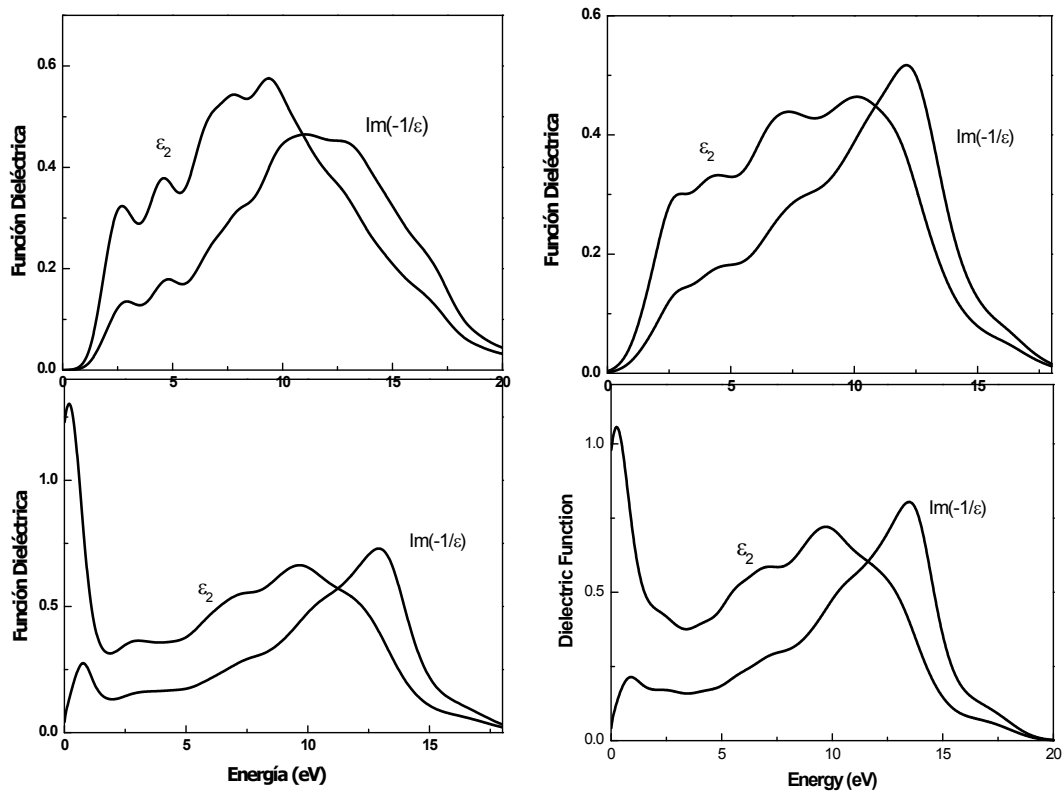 Función Dieléctrica
0.6
0.4
0.2
0.0
ε₂
Im(-1/ε)
0 5 10 15 20
Función Dieléctrica
0.6
0.4
0.2
0.0
ε₂
Im(-1/ε)
0 5 10 15
Función Dieléctrica
1.0
0.5
0.0
ε₂
Im(-1/ε)
0 5 10 15
Energía (eV)
Dielectric Function
1.0
0.5
0.0
ε₂
Im(-1/ε)
0 5 10 15 20
Energy (eV)